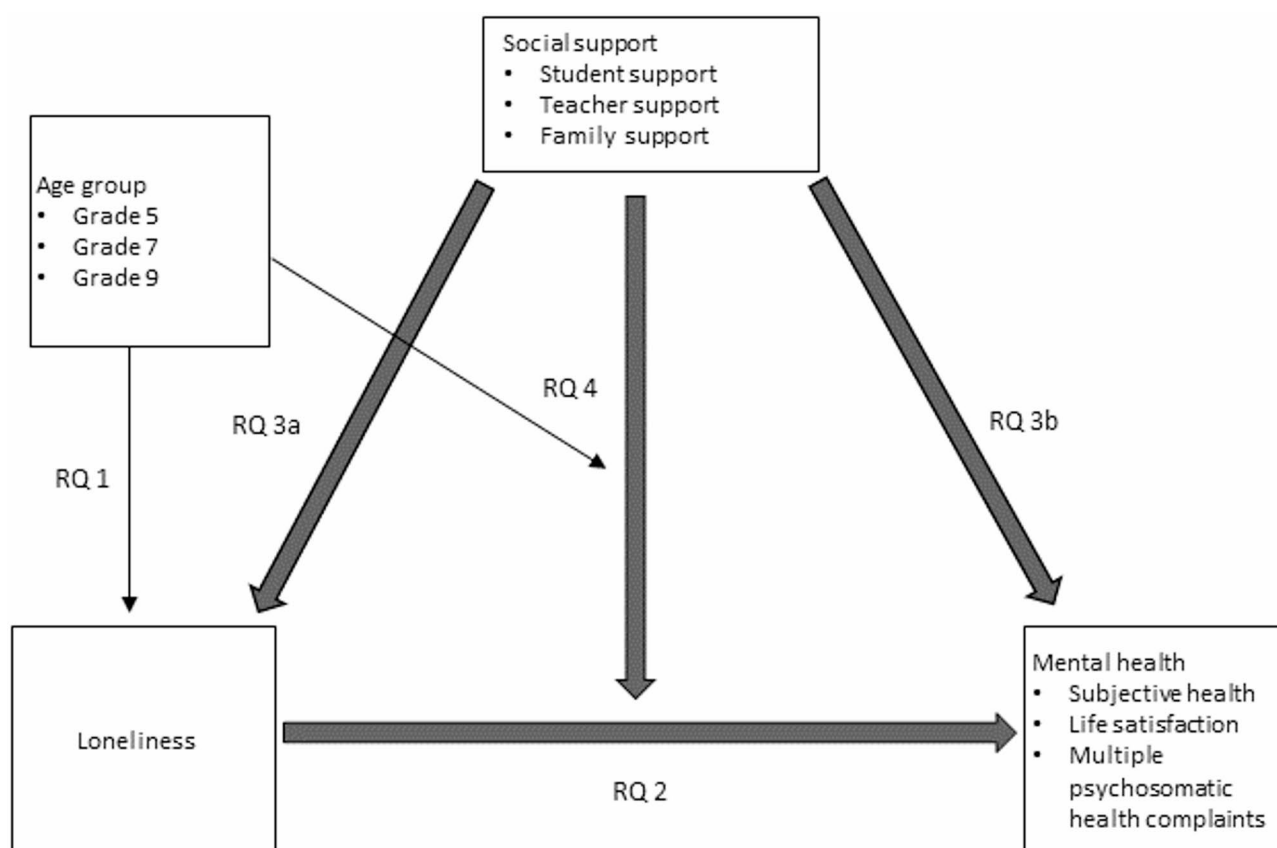 Social support
• Student support
• Teacher support
• Family support
Age group
• Grade 5
• Grade 7
• Grade 9
RQ 4
RQ 3a
RQ 3b
RQ 1
Loneliness
RQ 2
Mental health
• Subjective health
• Life satisfaction
• Multiple
psychosomatic
health complaints